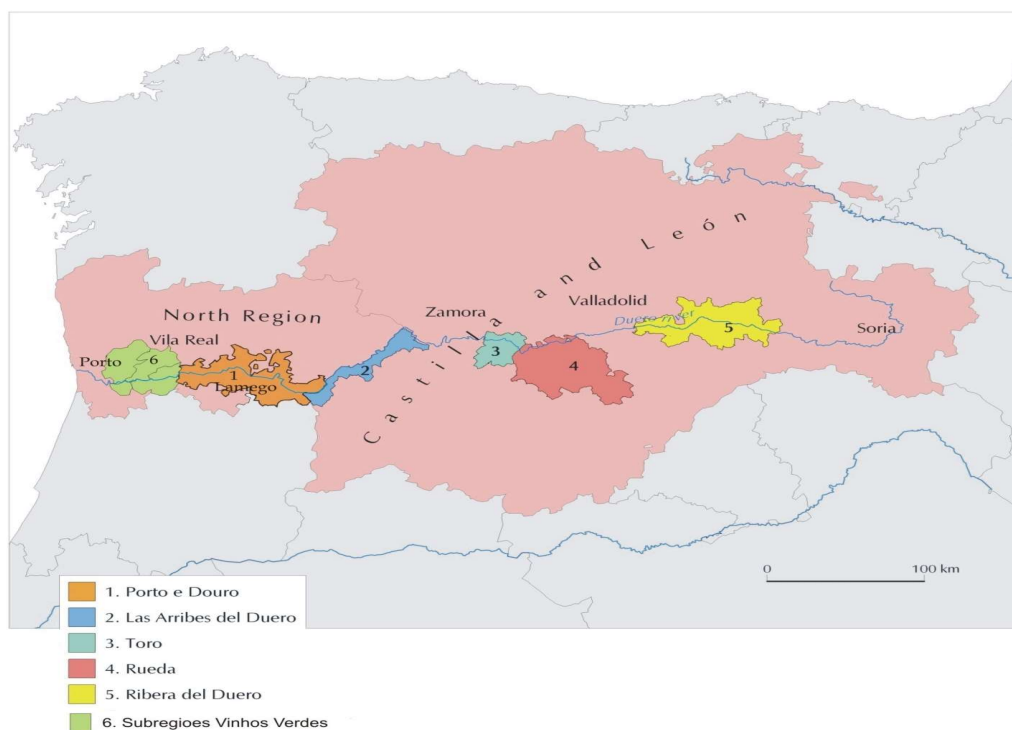 Castilla and León
North Region
Zamora
Valladolid
Duero river
Vila Real
Porto
Lamego
Soria
6
1
2
3
4
5
0
100 km
1. Porto e Douro
2. Las Arribes del Duero
3. Toro
4. Rueda
5. Ribera del Duero
6. Subregioes Vinhos Verdes